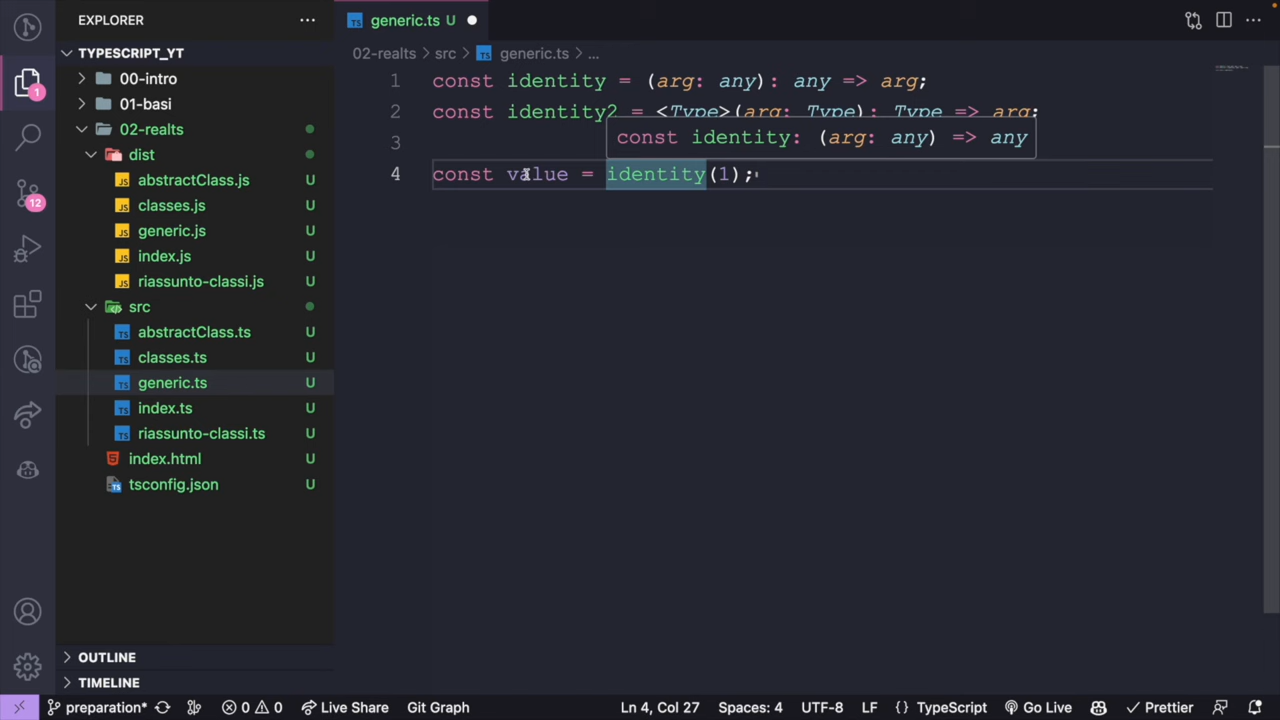 EXPLORER
generic.ts U
TYPESCRIPT_YT
00-intro
01-basi
02-realts
dist
abstractClass.js U
classes.js U
generic.js U
index.js U
riassunto-classi.js U
src
abstractClass.ts U
classes.ts U
generic.ts U
index.ts U
riassunto-classi.ts U
index.html U
tsconfig.json U
OUTLINE
TIMELINE
1
12
02-realts > src > TS generic.ts > ...
1 const identity = (arg: any): any => arg;
2 const identity2 = <Type>(arg: Type): Type => arg;
3
const identity: (arg: any) => any
4 const value = identity(1);
preparation* 0 0 Live Share Git Graph Ln 4, Col 27 Spaces: 4 UTF-8 LF {} TypeScript Go Live Prettier